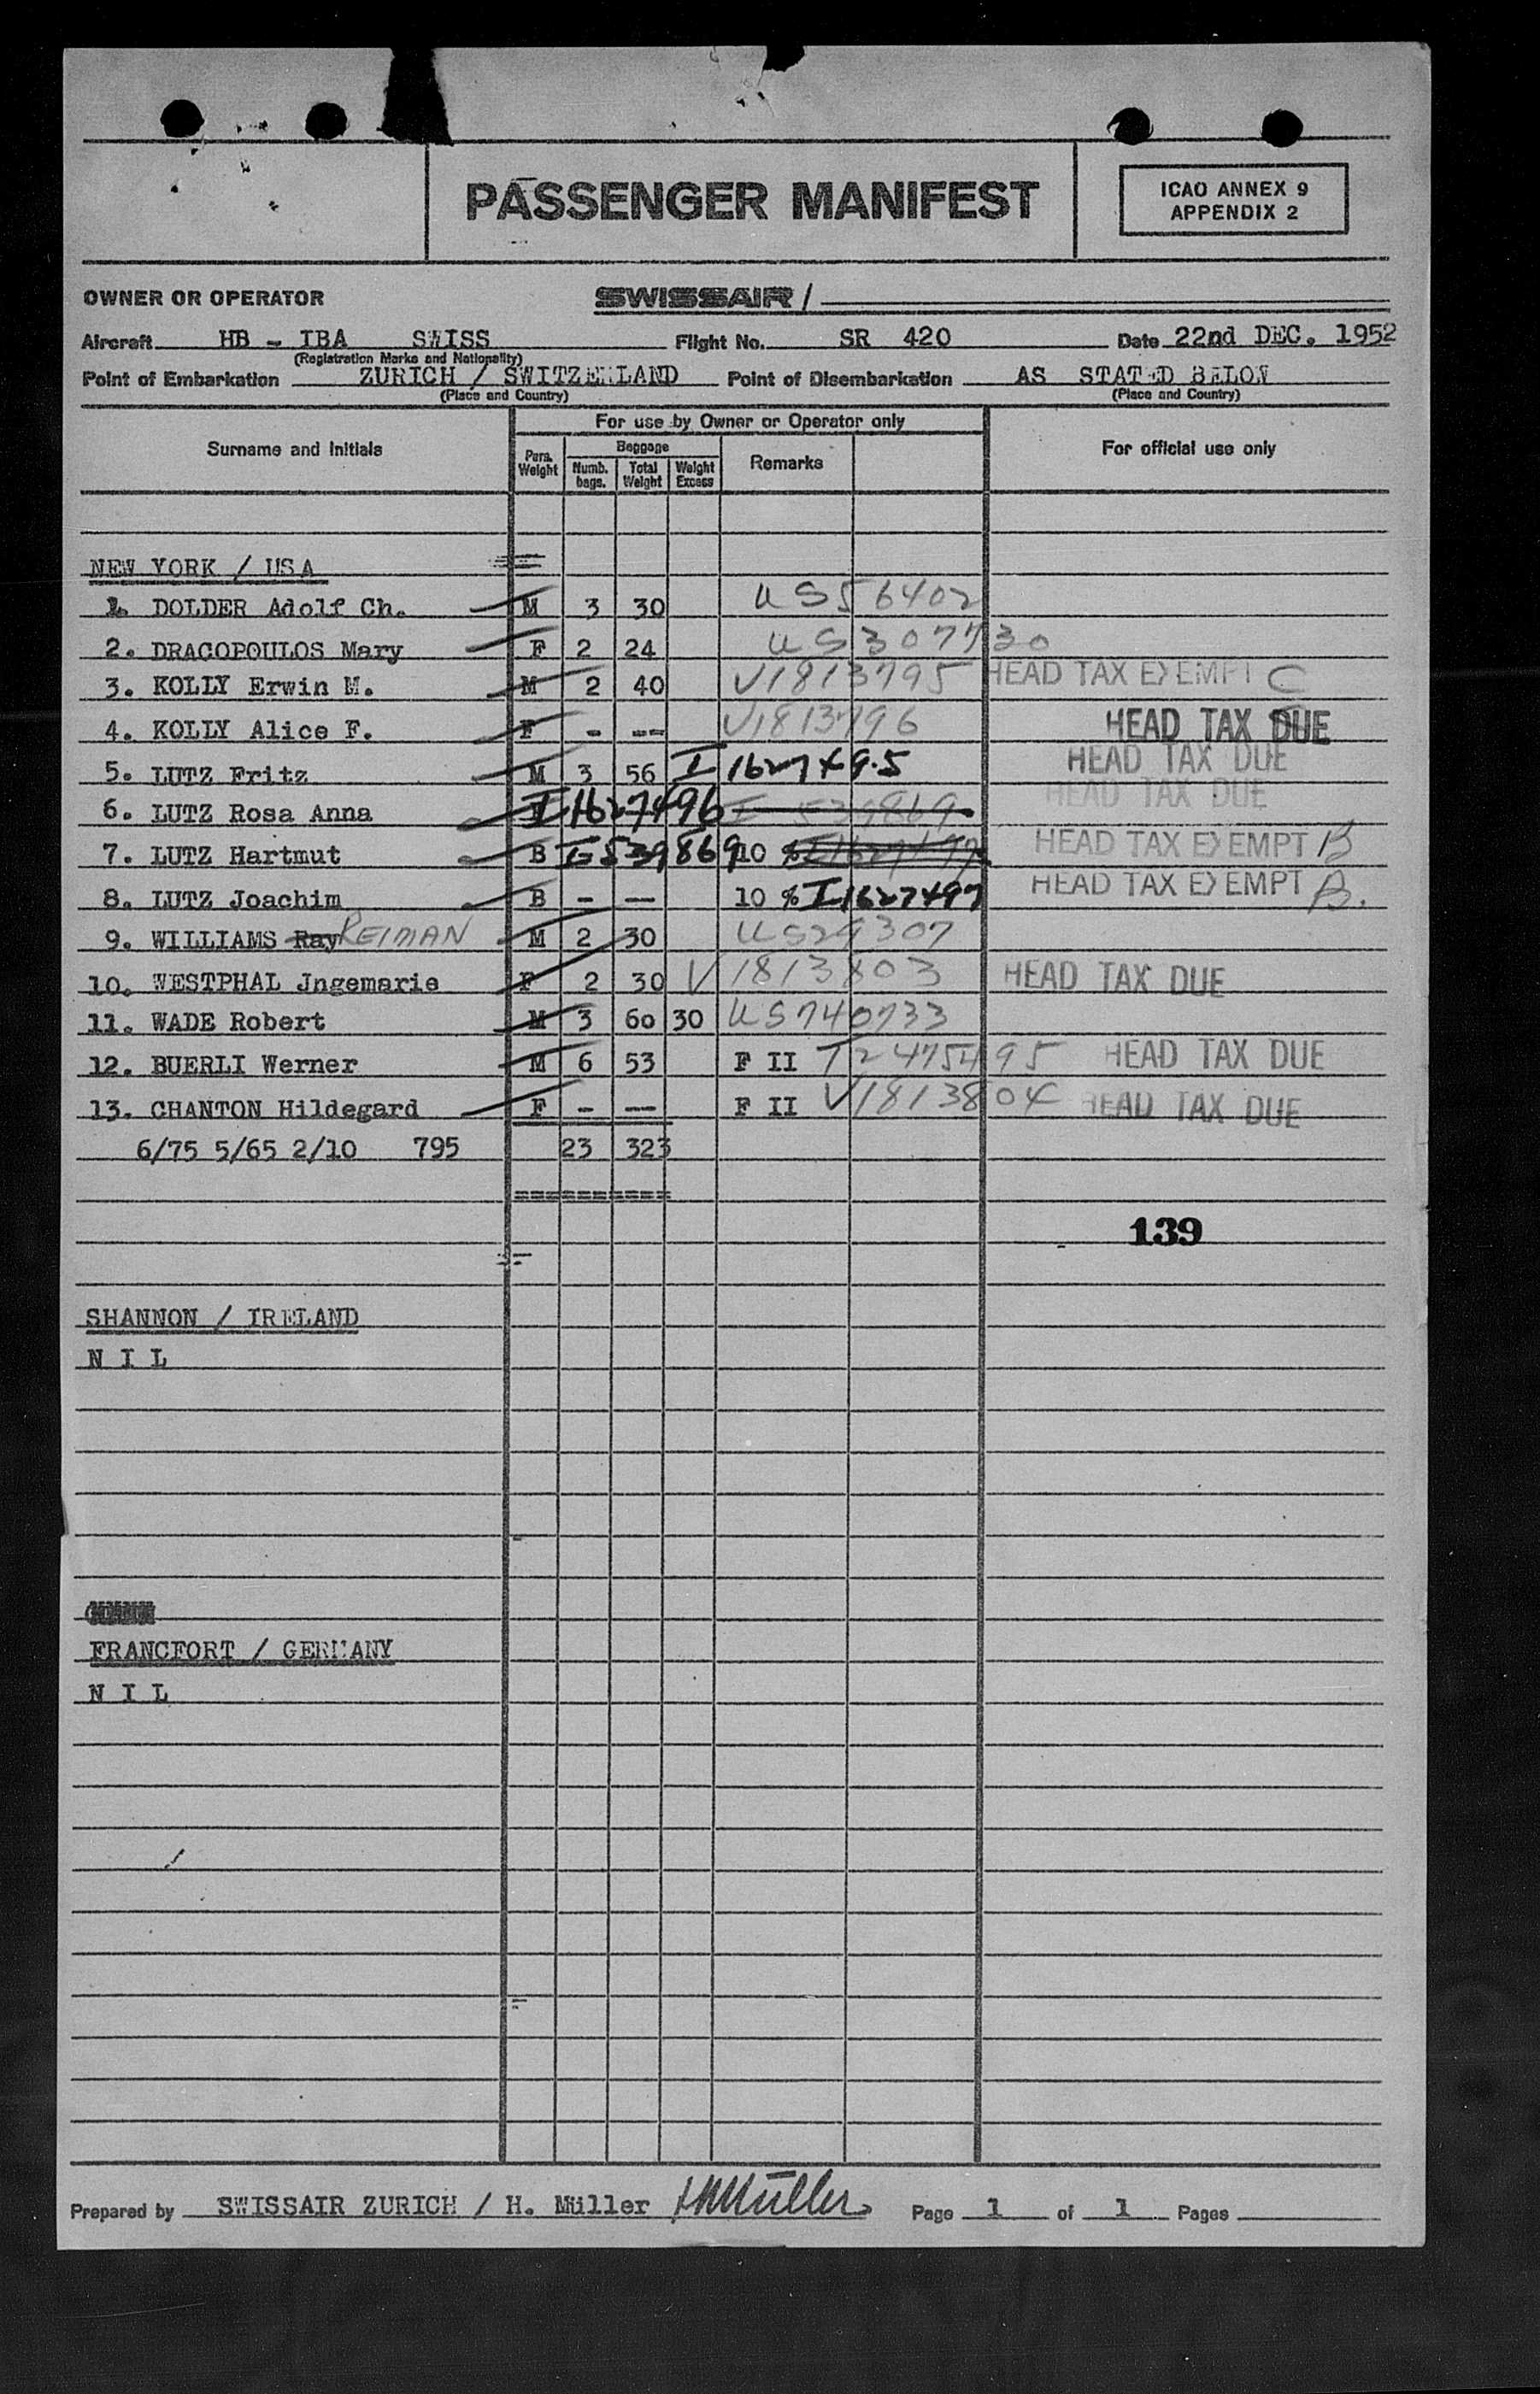 PASSENGER MANIFEST
ICAO ANNEX 9
APPENDIX 2
OWNER OR OPERATOR SWISSAIR /
Aircraft HB - IBA SWISS Flight No. SR 420 Date 22nd DEC. 1952
(Registration Marks and Nationality)
Point of Embarkation ZURICH / SWITZERLAND Point of Disembarkation AS STATED BELOW
(Place and Country) (Place and Country)
For use by Owner or Operator only
Surname and Initials Pers. Weight Baggage Numb. bags. Total Weight Weight Excess Remarks For official use only
NEW YORK / USA
1. DOLDER Adolf Ch. M 3 30 US56402
2. DRACOPOULOS Mary F 2 24 US307730
3. KOLLY Erwin M. M 2 40 V1813795 HEAD TAX EXEMPT C
4. KOLLY Alice F. F - -- V1813796 HEAD TAX DUE
5. LUTZ Fritz M 3 56 I 1627495 HEAD TAX DUE
6. LUTZ Rosa Anna I1627496 I 539869 HEAD TAX DUE
7. LUTZ Hartmut B I539869 10 % I1627497 HEAD TAX EXEMPT B
8. LUTZ Joachim B - -- 10 % I1627497 HEAD TAX EXEMPT B.
9. WILLIAMS Ray REIMAN M 2 30 US29307
10. WESTPHAL Jngemarie F 2 30 V1813803 HEAD TAX DUE
11. WADE Robert M 3 60 30 US740733
12. BUERLI Werner M 6 53 F II T2475495 HEAD TAX DUE
13. CHANTON Hildegard F - -- F II V1813804 HEAD TAX DUE
6/75 5/65 2/10 795 23 323
==========
139
SHANNON / IRELAND
N I L
FRANCFORT / GERMANY
N I L
Prepared by SWISSAIR ZURICH / H. Müller HMüller Page 1 of 1 Pages